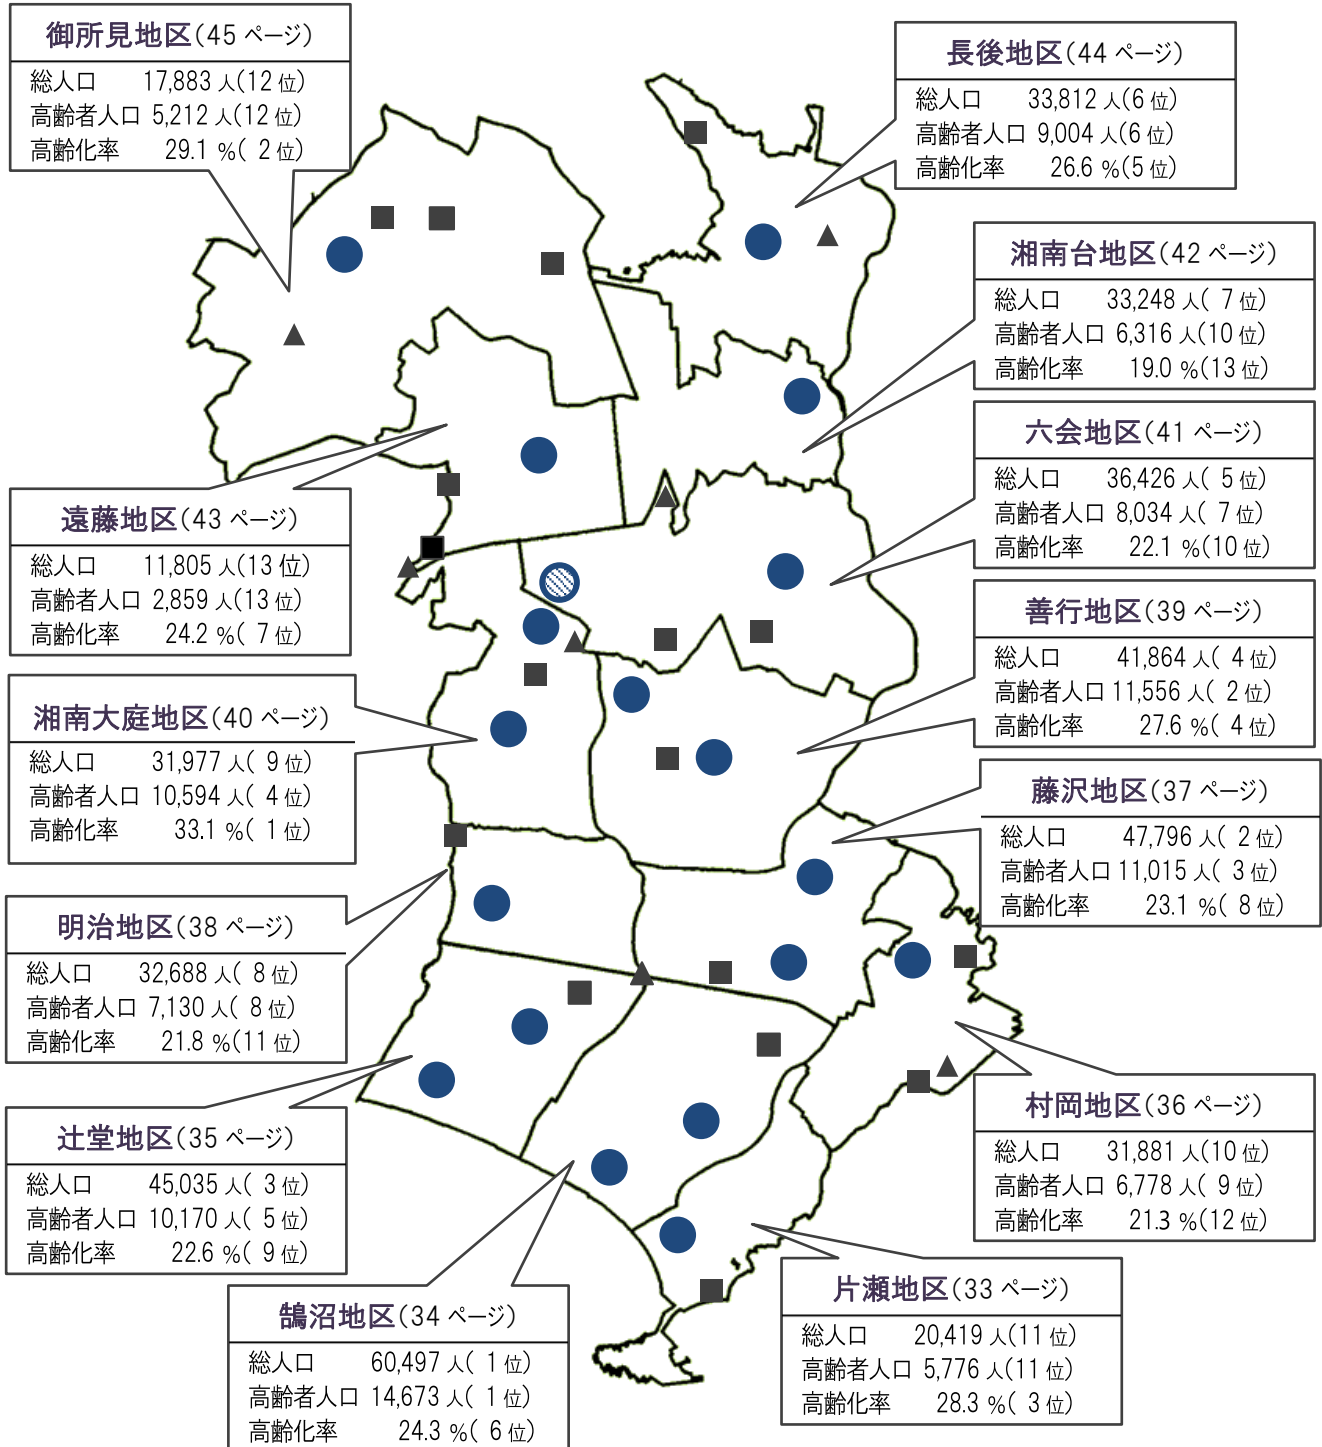 御所見地区(45 ページ)
総人口 17,883 人(12 位)
高齢者人口 5,212 人(12 位)
高齢化率 29.1 %( 2 位)
長後地区(44 ページ)
総人口 33,812 人(6 位)
高齢者人口 9,004 人(6 位)
高齢化率 26.6 %(5 位)
湘南台地区(42 ページ)
総人口 33,248 人( 7 位)
高齢者人口 6,316 人(10 位)
高齢化率 19.0 %(13 位)
六会地区(41 ページ)
総人口 36,426 人( 5 位)
高齢者人口 8,034 人( 7 位)
高齢化率 22.1 %(10 位)
遠藤地区(43 ページ)
総人口 11,805 人(13 位)
高齢者人口 2,859 人(13 位)
高齢化率 24.2 %( 7 位)
善行地区(39 ページ)
総人口 41,864 人( 4 位)
高齢者人口 11,556 人( 2 位)
高齢化率 27.6 %( 4 位)
湘南大庭地区(40 ページ)
総人口 31,977 人( 9 位)
高齢者人口 10,594 人( 4 位)
高齢化率 33.1 %( 1 位)
藤沢地区(37 ページ)
総人口 47,796 人( 2 位)
高齢者人口 11,015 人( 3 位)
高齢化率 23.1 %( 8 位)
明治地区(38 ページ)
総人口 32,688 人( 8 位)
高齢者人口 7,130 人( 8 位)
高齢化率 21.8 %(11 位)
村岡地区(36 ページ)
総人口 31,881 人(10 位)
高齢者人口 6,778 人( 9 位)
高齢化率 21.3 %(12 位)
辻堂地区(35 ページ)
総人口 45,035 人( 3 位)
高齢者人口 10,170 人( 5 位)
高齢化率 22.6 %( 9 位)
片瀬地区(33 ページ)
総人口 20,419 人(11 位)
高齢者人口 5,776 人(11 位)
高齢化率 28.3 %( 3 位)
鵠沼地区(34 ページ)
総人口 60,497 人( 1 位)
高齢者人口 14,673 人( 1 位)
高齢化率 24.3 %( 6 位)